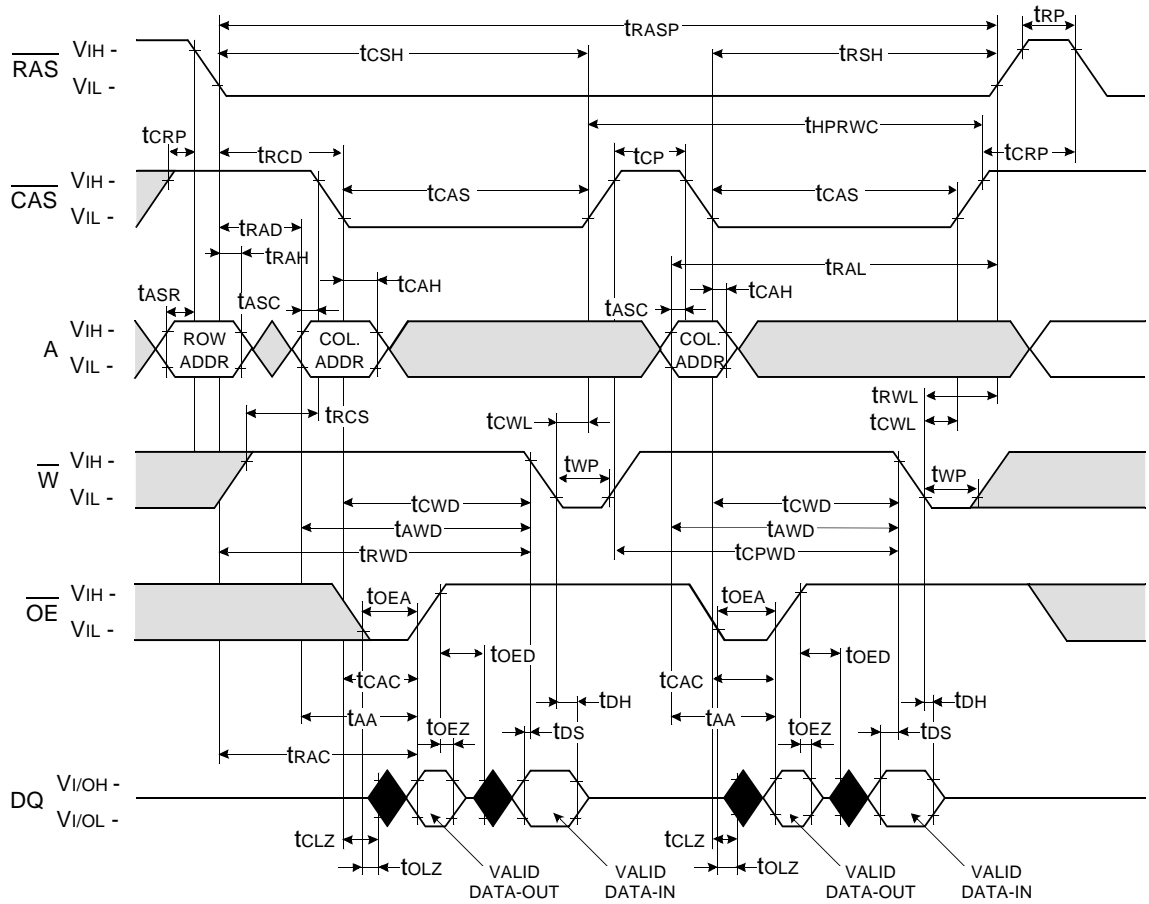 tRASP
tRP
RAS
VIH -
VIL -
tCSH
tRSH
tHPRWC
tCRP
tRCD
tCP
tCRP
CAS
VIH -
VIL -
tCAS
tCAS
tRAD
tRAH
tCAH
tRAL
tCAH
tASR
tASC
tASC
A
VIH -
VIL -
ROW
ADDR
COL.
ADDR
COL.
ADDR
tRCS
tCWL
tRWL
tCWL
W
VIH -
VIL -
tWP
tWP
tCWD
tCWD
tAWD
tAWD
tRWD
tCPWD
OE
VIH -
VIL -
tOEA
tOEA
tOED
tOED
tCAC
tCAC
tDH
tDH
tAA
tAA
tOEZ
tDS
tOEZ
tDS
tRAC
DQ
VI/OH -
VI/OL -
tCLZ
tCLZ
tOLZ
tOLZ
VALID
DATA-OUT
VALID
DATA-IN
VALID
DATA-OUT
VALID
DATA-IN